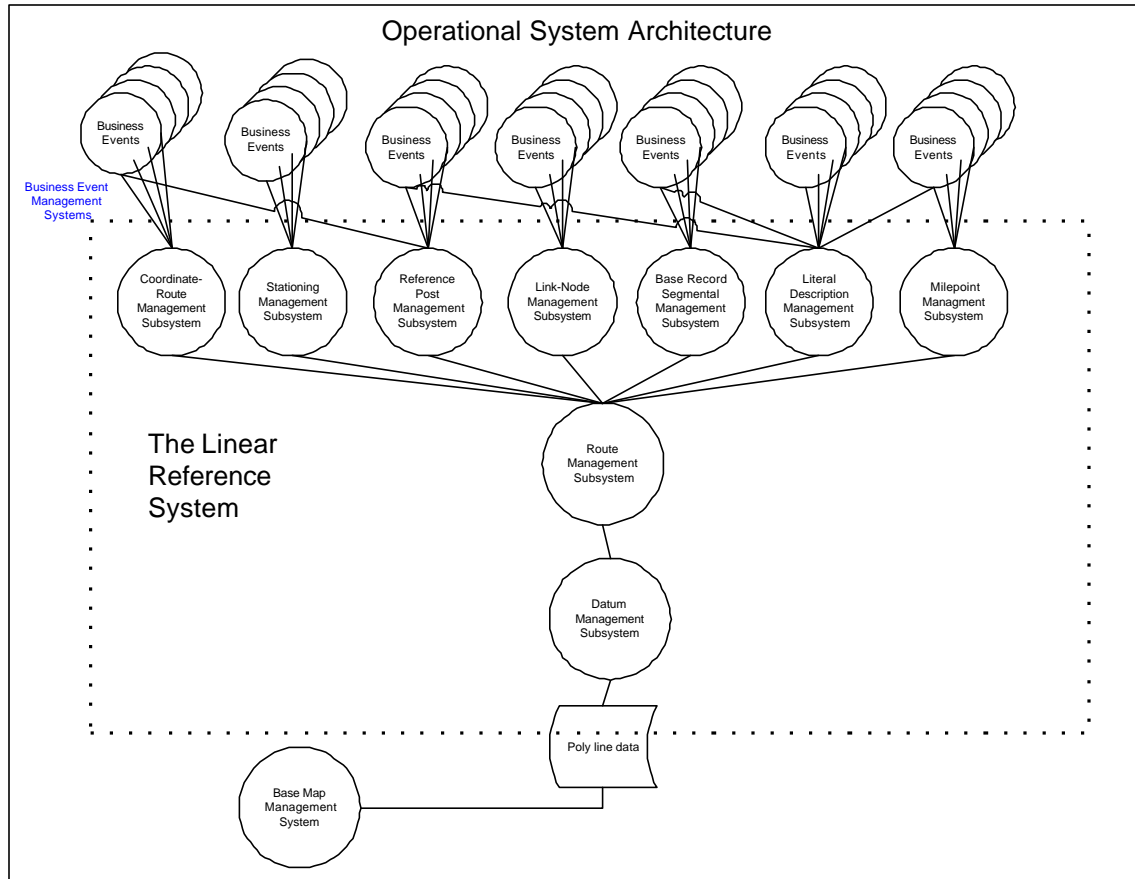 Operational System Architecture
Business
Events
Business
Events
Business
Events
Business
Events
Business
Events
Business
Events
Business
Events
Business Event
Management
Systems
Coordinate-
Route
Management
Subsystem
Stationing
Management
Subsystem
Reference
Post
Management
Subsystem
Link-Node
Management
Subsystem
Base Record
Segmental
Management
Subsystem
Literal
Description
Management
Subsystem
Milepoint
Managment
Subsystem
The Linear
Reference
System
Route
Management
Subsystem
Datum
Management
Subsystem
Poly line data
Base Map
Management
System